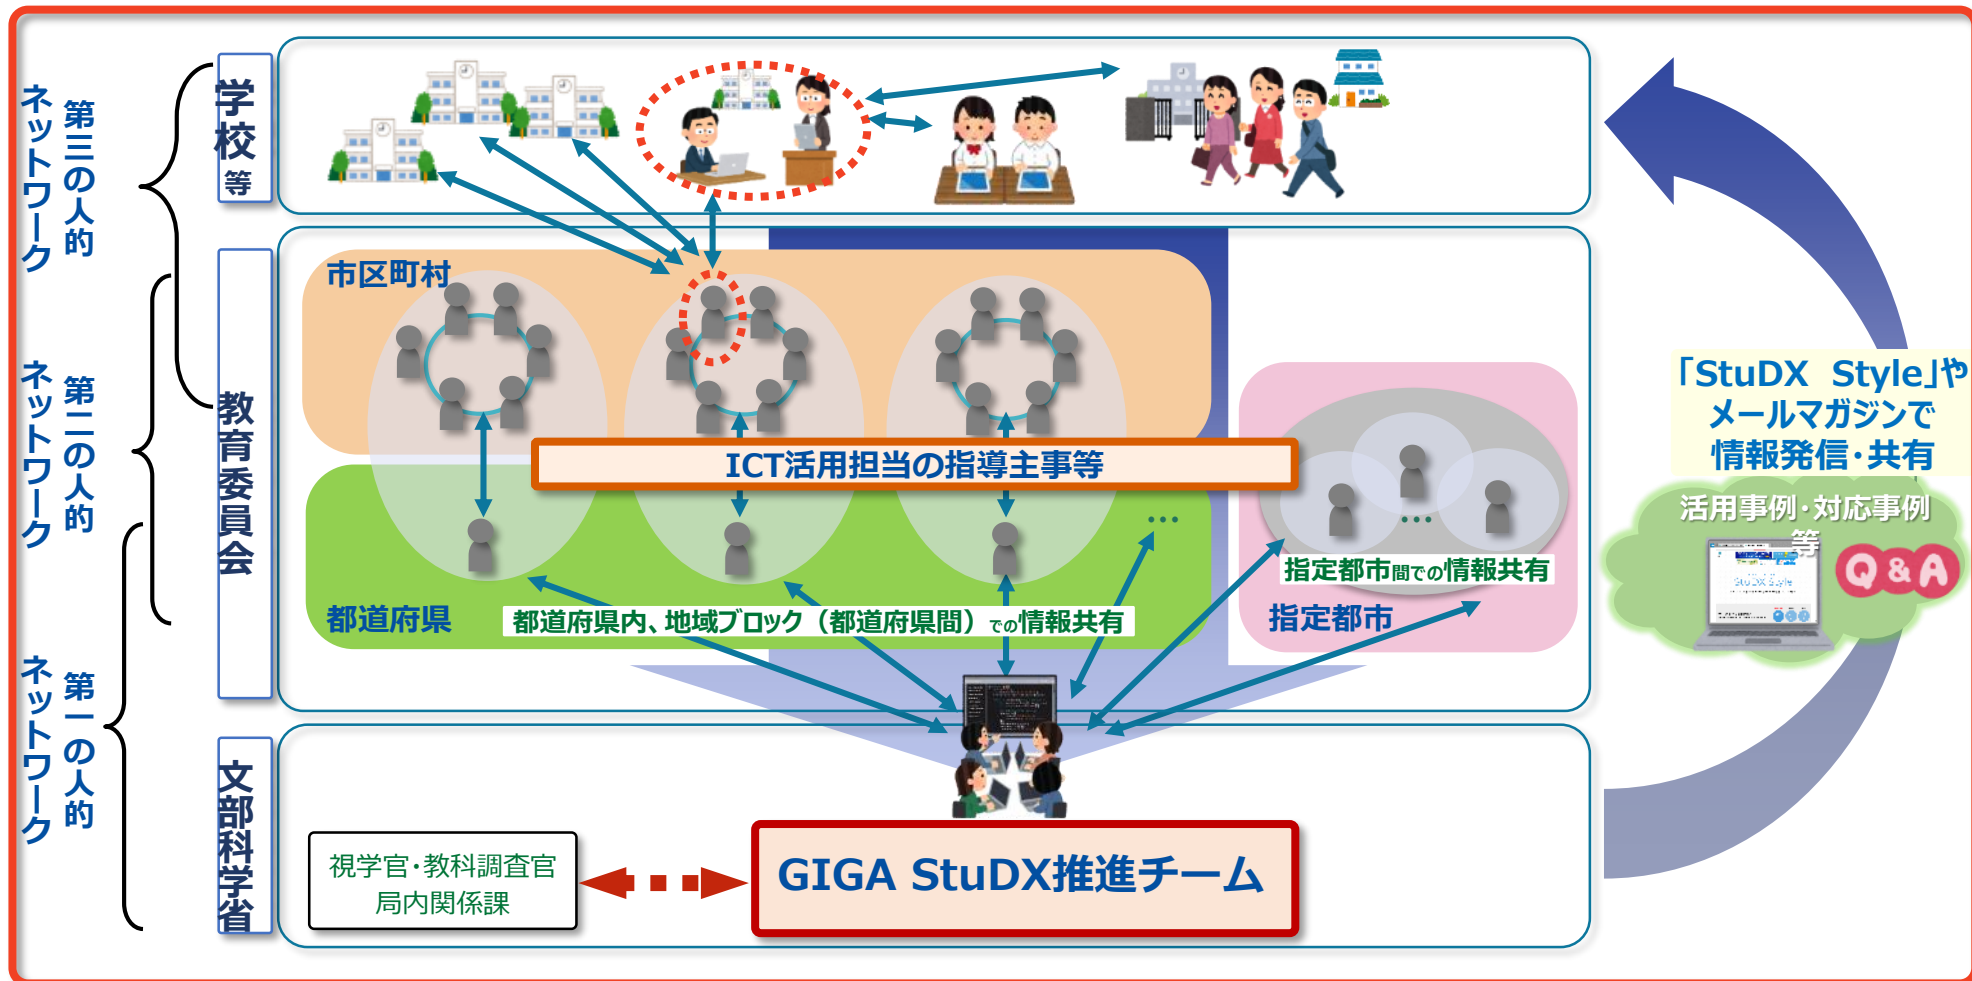 第三の人的
ネットワーク
第二の人的
ネットワーク
第一の人的
ネットワーク
学校等
教育委員会
文部科学省
市区町村
ICT活用担当の指導主事等
…
都道府県
都道府県内、地域ブロック（都道府県間）での情報共有
…
指定都市間での情報共有
指定都市
「StuDX Style」や
メールマガジンで
情報発信・共有
活用事例・対応事例
等
StuDX Style
Q & A
視学官・教科調査官
局内関係課
GIGA StuDX推進チーム